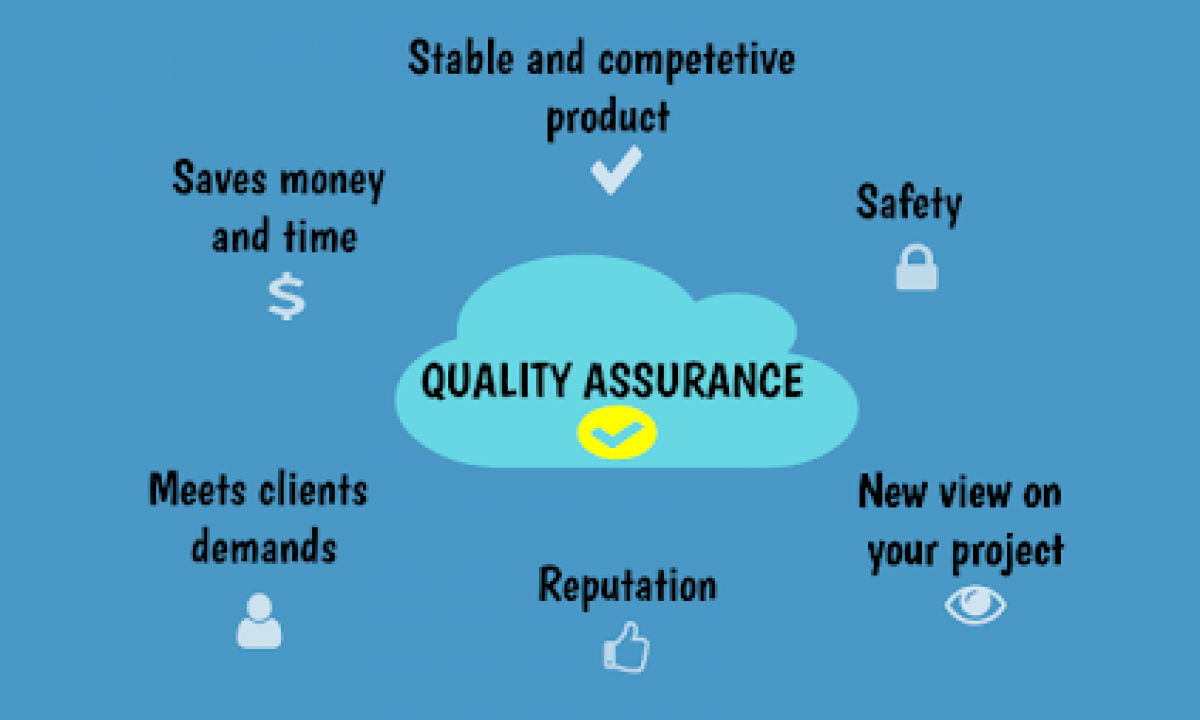 Stable and competetive
product
Saves money
and time
Safety
QUALITY ASSURANCE
Meets clients
demands
New view on
your project
Reputation